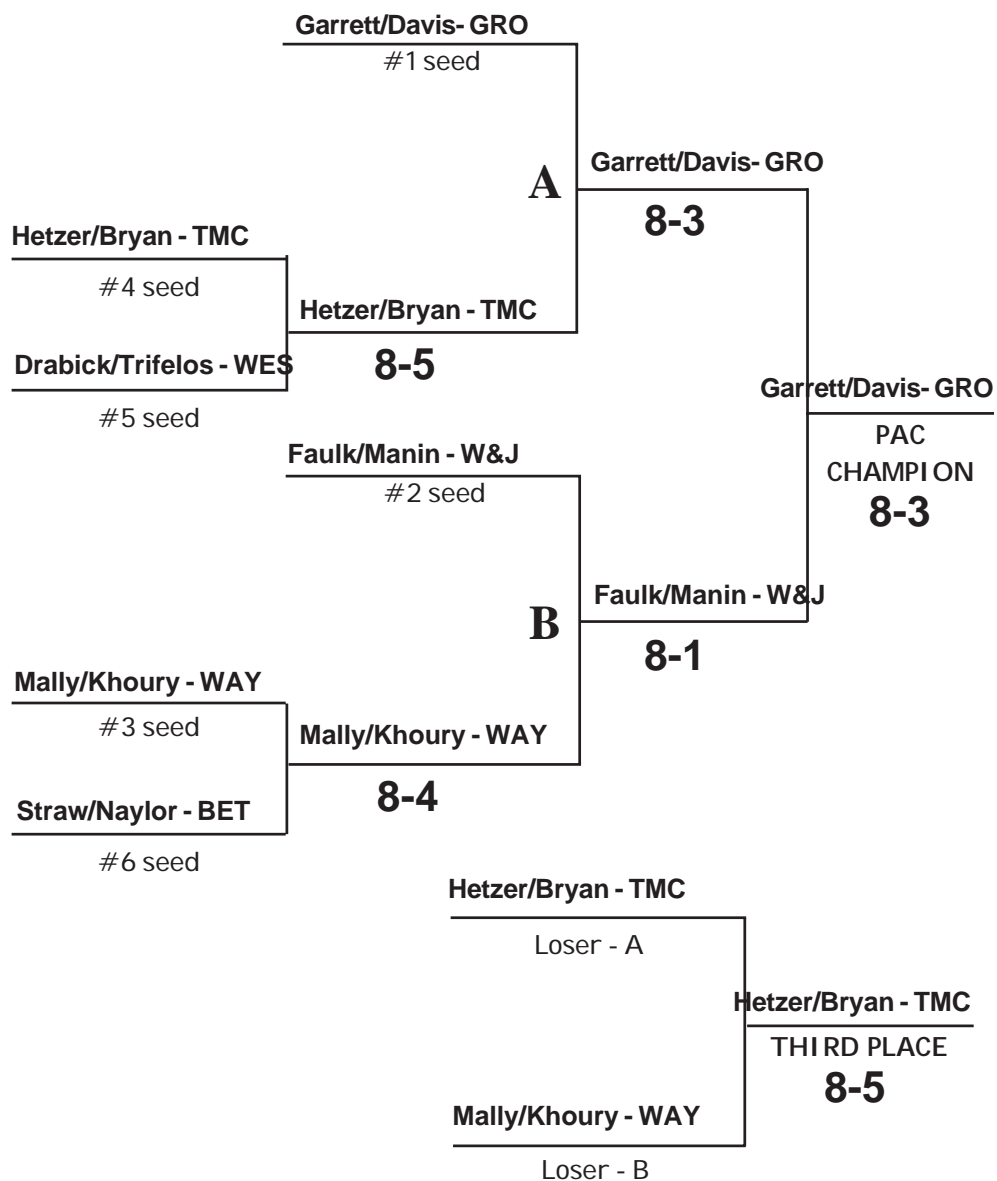 Garrett/Davis- GRO
#1 seed
A
Garrett/Davis- GRO
8-3
Hetzer/Bryan - TMC
#4 seed
Hetzer/Bryan - TMC
8-5
Drabick/Trifelos - WES
#5 seed
Garrett/Davis- GRO
PAC
CHAMPION
8-3
Faulk/Manin - W&J
#2 seed
B
Faulk/Manin - W&J
8-1
Mally/Khoury - WAY
#3 seed
Mally/Khoury - WAY
8-4
Straw/Naylor - BET
#6 seed
Hetzer/Bryan - TMC
Loser - A
Hetzer/Bryan - TMC
THIRD PLACE
8-5
Mally/Khoury - WAY
Loser - B